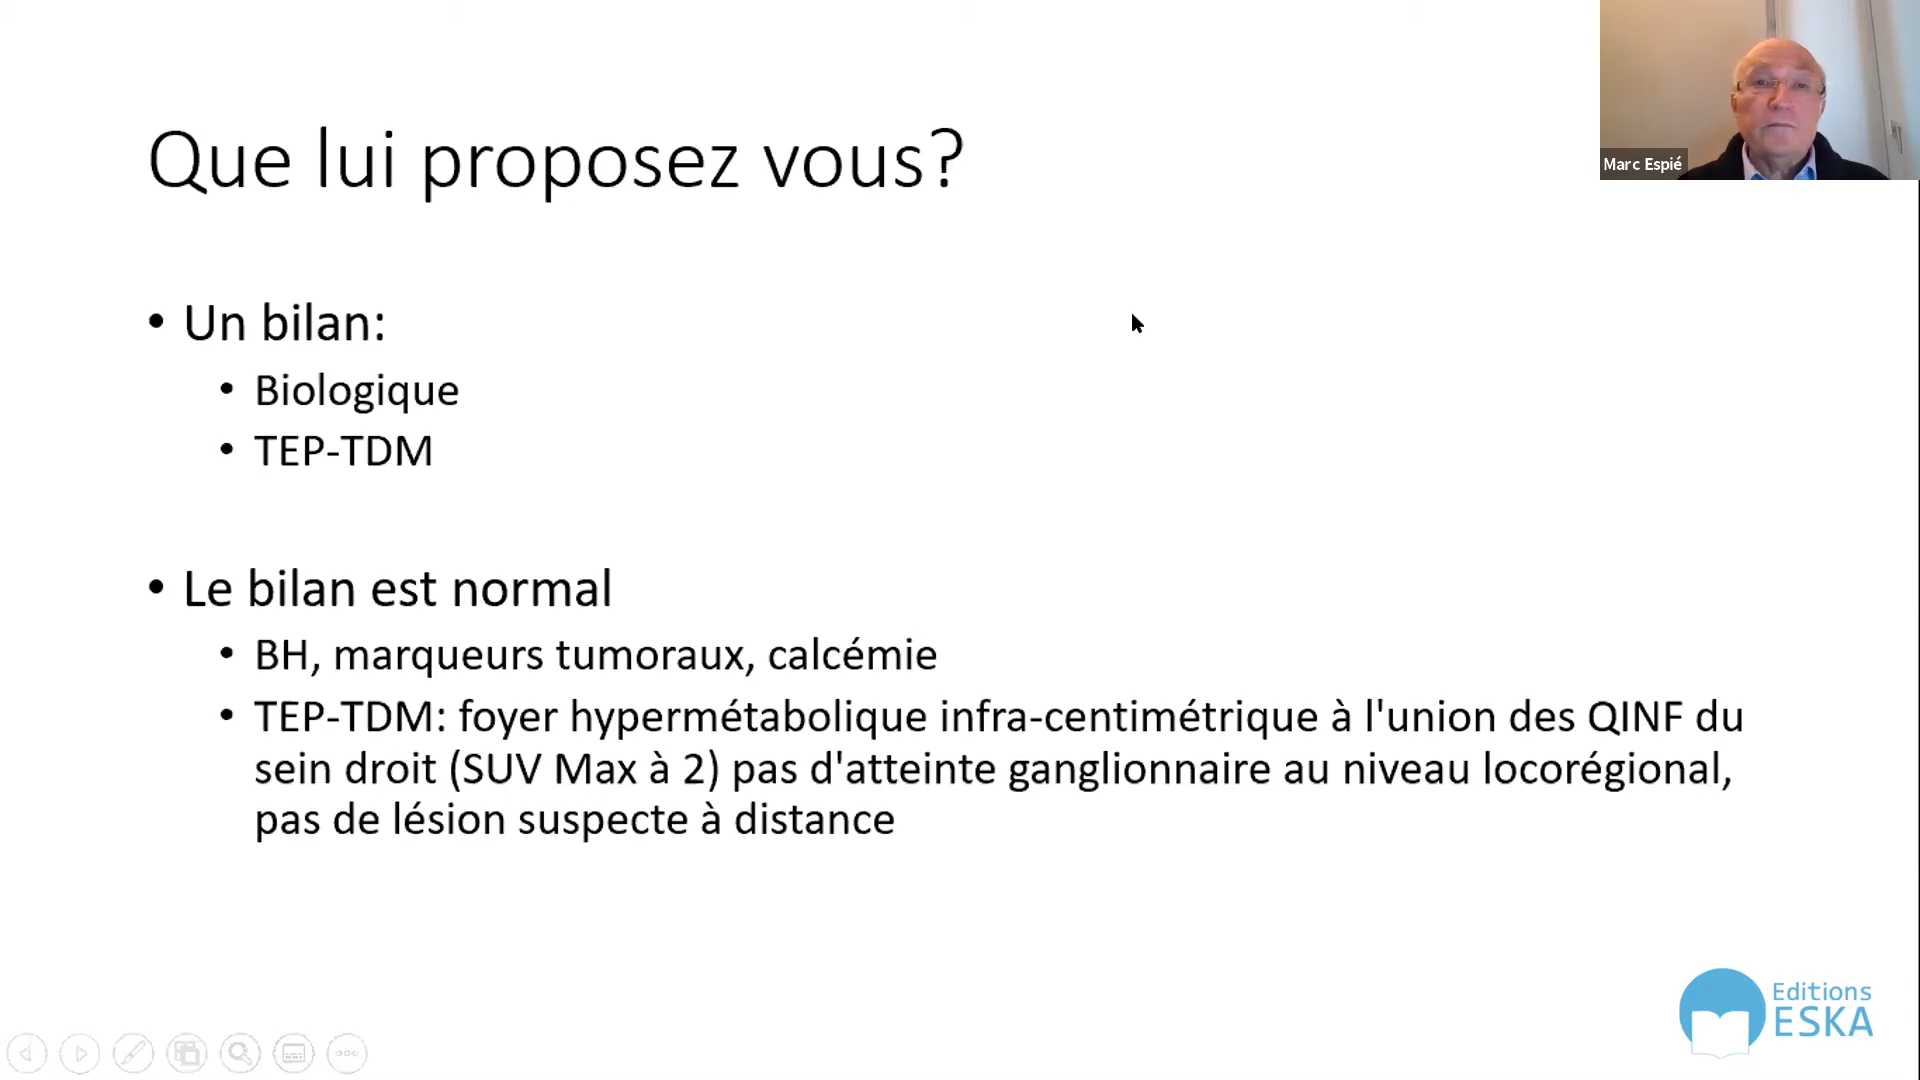 Que lui proposez vous?
Marc Espié
• Un bilan:
• Biologique
• TEP-TDM
• Le bilan est normal
• BH, marqueurs tumoraux, calcémie
• TEP-TDM: foyer hypermétabolique infra-centimétrique à l'union des QINF du
sein droit (SUV Max à 2) pas d'atteinte ganglionnaire au niveau locorégional,
pas de lésion suspecte à distance
Editions
ESKA